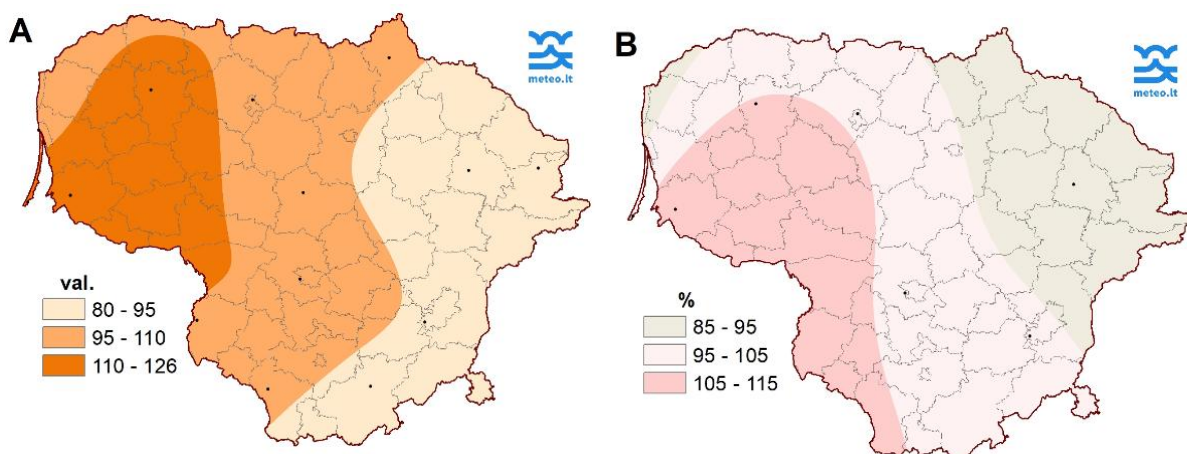 A
meteo.lt
val.
80 - 95
95 - 110
110 - 126
B
meteo.lt
%
85 - 95
95 - 105
105 - 115